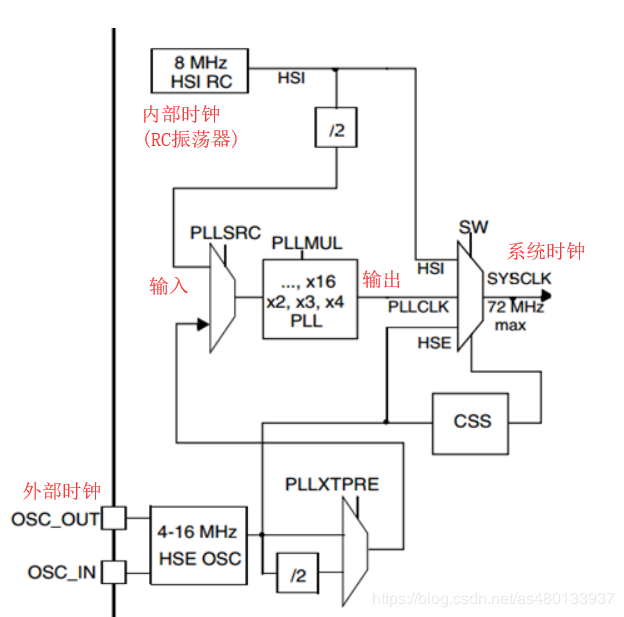 8 MHz
HSI RC
HSI
内部时钟
(RC振荡器)
/2
PLLSRC
PLLMUL
SW
系统时钟
输入
..., x16
x2, x3, x4
PLL
输出
HSI
SYSCLK
PLLCLK
72 MHz
max
HSE
CSS
外部时钟
PLLXTPRE
OSC_OUT
4-16 MHz
HSE OSC
OSC_IN
/2
https://blog.csdn.net/as480133937